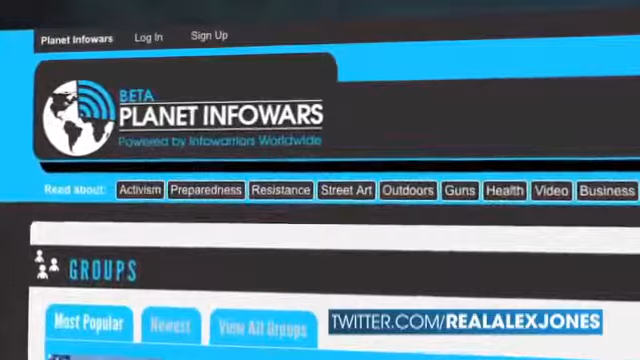 Planet Infowars Log In Sign Up
BETA
PLANET INFOWARS
Powered by Infowarriors Worldwide
Read about: Activism Preparedness Resistance Street Art Outdoors Guns Health Video Business
GROUPS
Most Popular Newest View All Groups
TWITTER.COM/REALALEXJONES